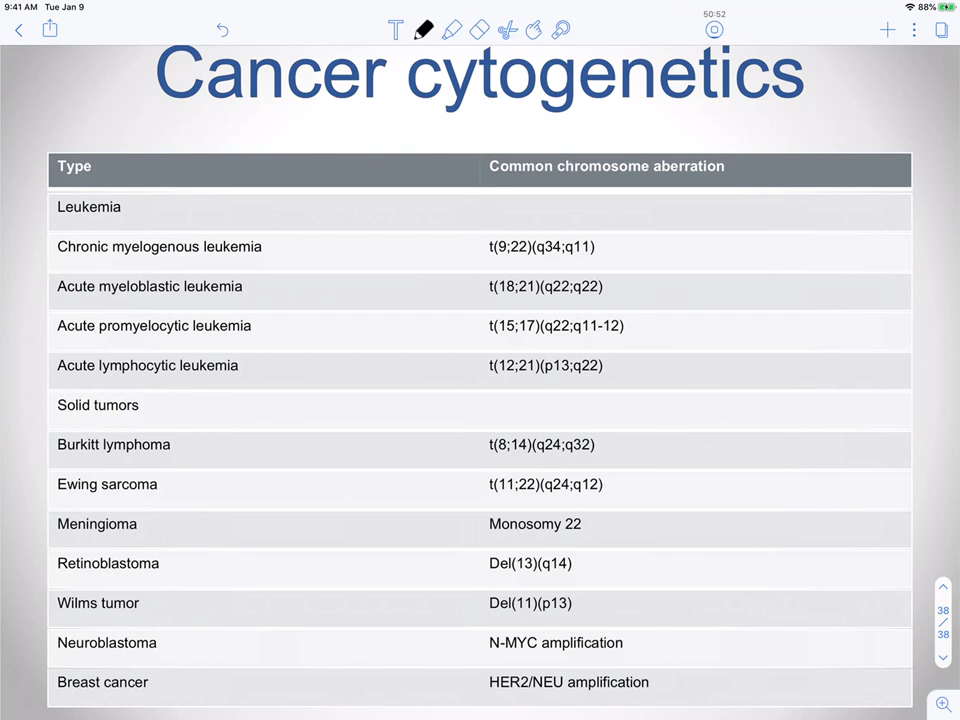 9:41 AM Tue Jan 9
88%
50:52
Cancer cytogenetics
Type Common chromosome aberration
Leukemia
Chronic myelogenous leukemia t(9;22)(q34;q11)
Acute myeloblastic leukemia t(18;21)(q22;q22)
Acute promyelocytic leukemia t(15;17)(q22;q11-12)
Acute lymphocytic leukemia t(12;21)(p13;q22)
Solid tumors
Burkitt lymphoma t(8;14)(q24;q32)
Ewing sarcoma t(11;22)(q24;q12)
Meningioma Monosomy 22
Retinoblastoma Del(13)(q14)
Wilms tumor Del(11)(p13)
Neuroblastoma N-MYC amplification
Breast cancer HER2/NEU amplification
38
/
38